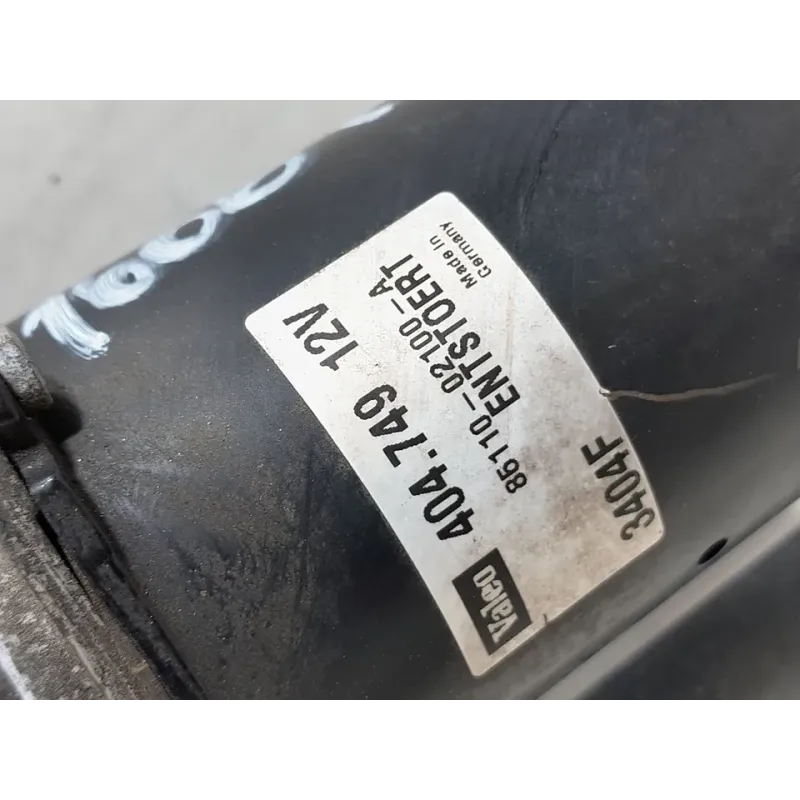 Valeo 404.749 12V
85110-02100-A
ENTSTOERT
Made In
Germany
3404F